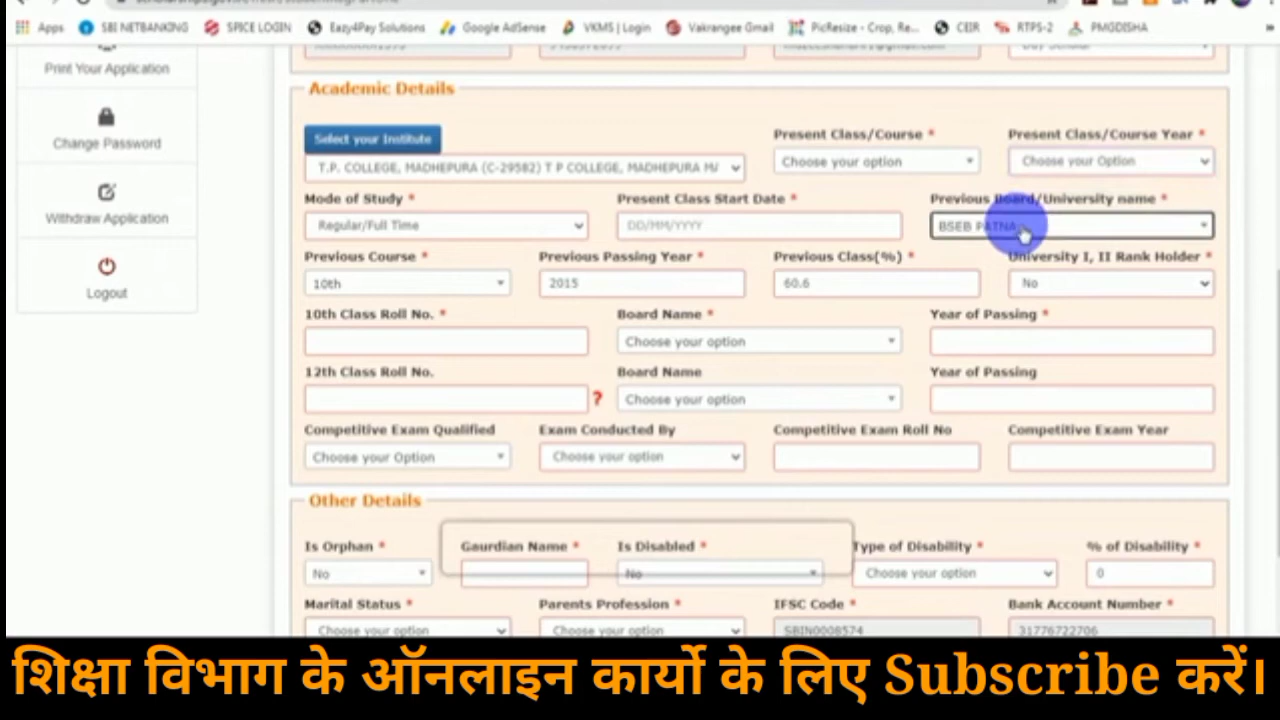 Apps SBI NETBANKING SPICE LOGIN Eazy4Pay Solutions Google AdSense VKMS | Login Vakrangee Gmail PicResize - Crop, Re... CEIR RTPS-2 PMGDISHA »
Print Your Application
Change Password
Withdraw Application
Logout
Academic Details
Select your Institute Present Class/Course * Present Class/Course Year *
T.P. COLLEGE, MADHEPURA (C-29582) T P COLLEGE, MADHEPURA Choose your option Choose your Option
Mode of Study * Present Class Start Date * Previous Board/University name *
Regular/Full Time DD/MM/YYYY BSEB PATNA
Previous Course * Previous Passing Year * Previous Class(%) * University I, II Rank Holder *
10th 2015 60.6 No
10th Class Roll No. * Board Name * Year of Passing *
Choose your option
12th Class Roll No. Board Name Year of Passing
? Choose your option
Competitive Exam Qualified Exam Conducted By Competitive Exam Roll No Competitive Exam Year
Choose your Option Choose your option
Other Details
Is Orphan * Gaurdian Name * Is Disabled * Type of Disability * % of Disability *
No No Choose your option 0
Marital Status * Parents Profession * IFSC Code * Bank Account Number *
Choose your option Choose your option SBIN0008574 31776722706
शिक्षा विभाग के ऑनलाइन कार्यो के लिए Subscribe करें।